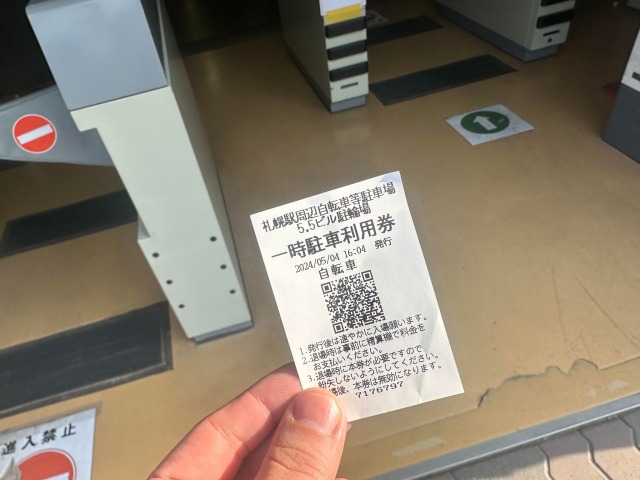 札幌駅周辺自転車等駐車場
5.5ビル駐輪場
一時駐車利用券
2024/05/04 16:04 発行
自転車
1.発行後は速やかに入場願います。
2.退場時は事前に精算機で料金を
お支払いください。
3.退場時に本券が必要ですので
紛失しないようにしてください。
後、本券は無効になります。
7176797
進入禁止